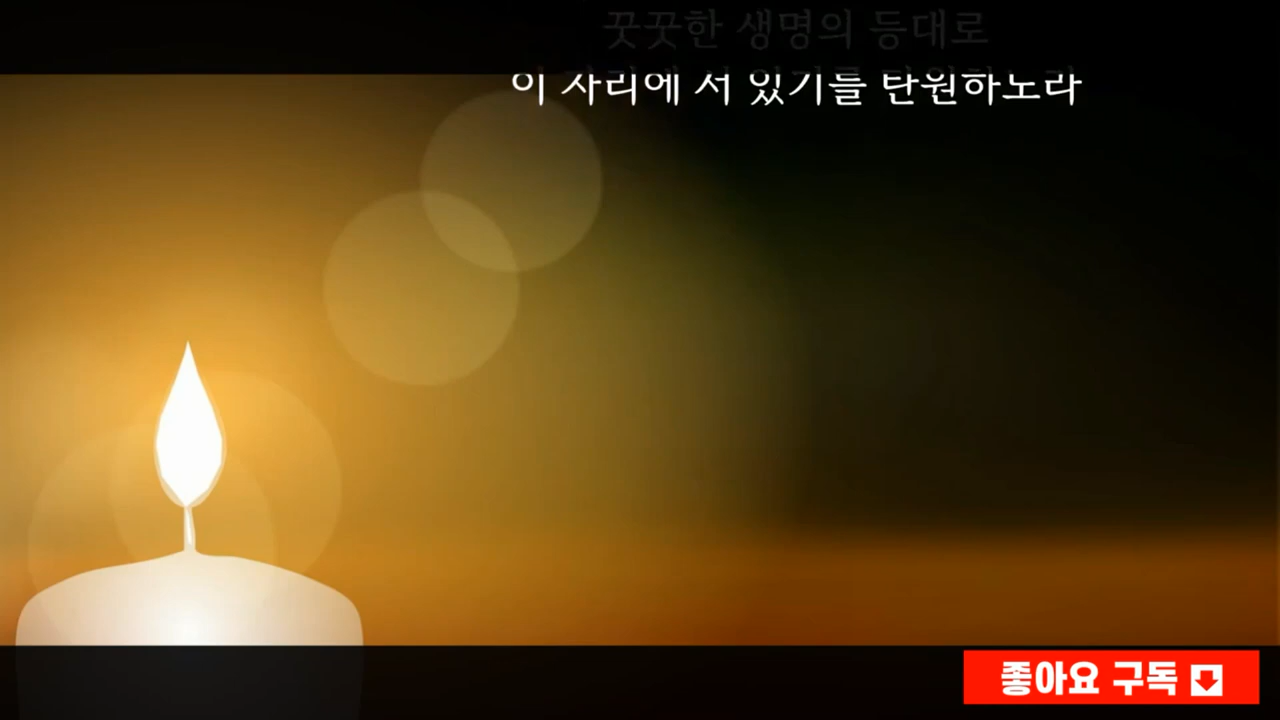 꿋꿋한 생명의 등대로
이 자리에 서 있기를 탄원하노라
좋아요 구독